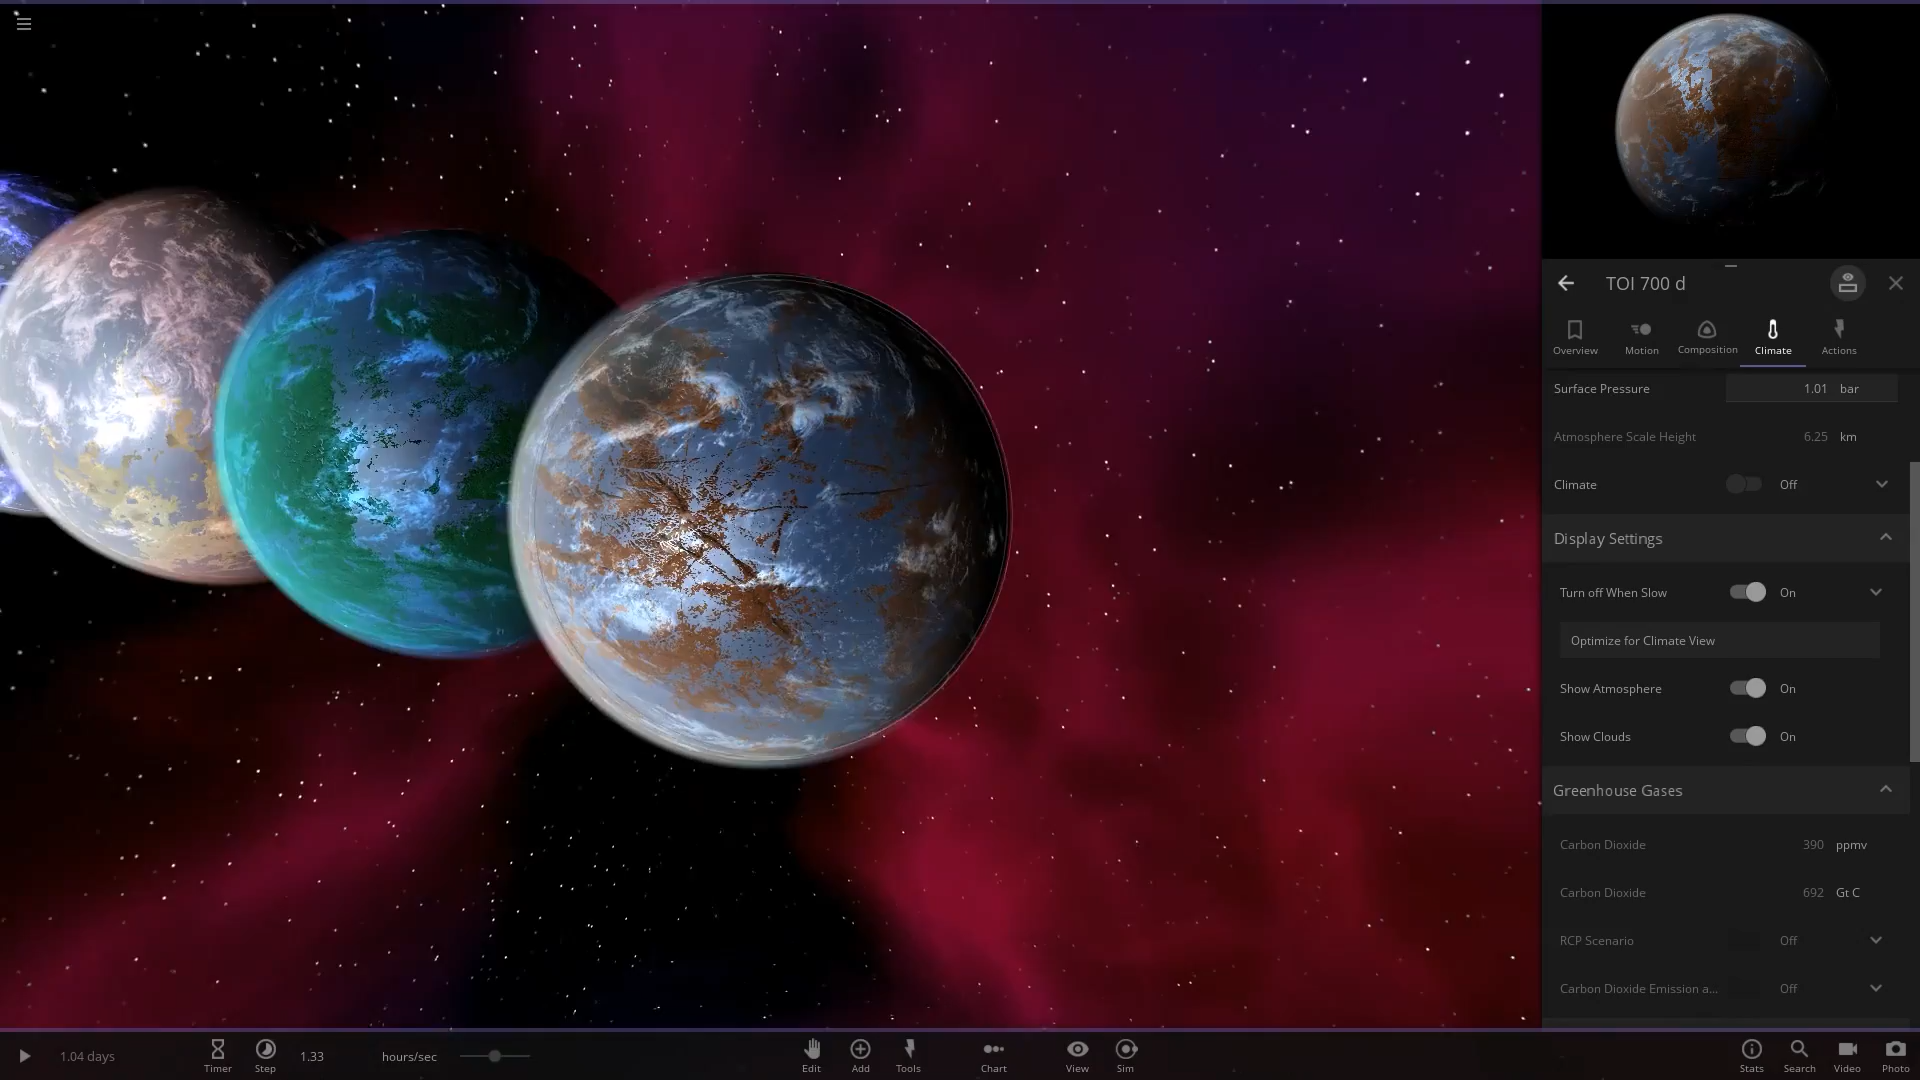 TOI 700 d
Overview
Motion
Composition
Climate
Actions
Surface Pressure 1.01 bar
Atmosphere Scale Height 6.25 km
Climate Off
Display Settings
Turn off When Slow On
Optimize for Climate View
Show Atmosphere On
Show Clouds On
Greenhouse Gases
Carbon Dioxide 390 ppmv
Carbon Dioxide 692 Gt C
RCP Scenario Off
Carbon Dioxide Emission a... Off
1.04 days
Timer
Step
1.33 hours/sec
Edit
Add
Tools
Chart
View
Sim
Stats
Search
Video
Photo